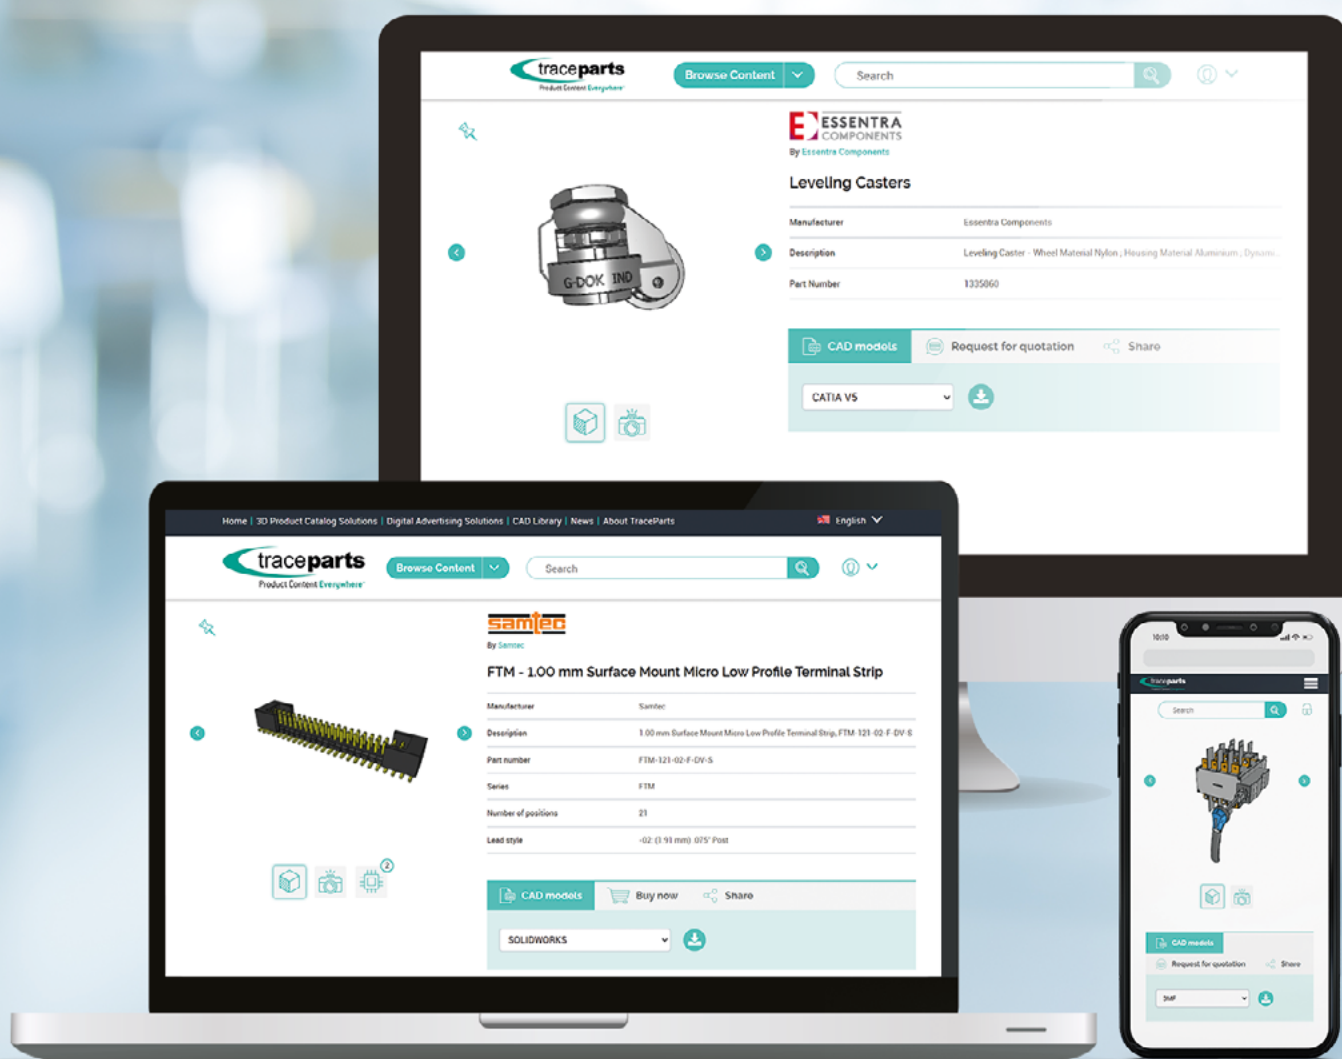 traceparts
Product Content Everywhere
Browse Content
Search
ESSENTRA
COMPONENTS
By Essentra Components
Leveling Casters
Manufacturer Essentra Components
Description Leveling Caster - Wheel Material Nylon , Housing Material Aluminium , Dynami...
Part Number 1335860
G-DOK IND
CAD models Request for quotation Share
CATIA V5
Home | 3D Product Catalog Solutions | Digital Advertising Solutions | CAD Library | News | About TraceParts English
traceparts
Product Content Everywhere
Browse Content
Search
samtec
By Samtec
FTM - 1.00 mm Surface Mount Micro Low Profile Terminal Strip
Manufacturer Samtec
Description 1.00 mm Surface Mount Micro Low Profile Terminal Strip, FTM-121-02-F-DV-S
Part number FTM-121-02-F-DV-S
Series FTM
Number of positions 21
Lead style -02: (1.91 mm) .075" Post
2
CAD models Buy now Share
SOLIDWORKS
10:10
traceparts
Search
CAD models
Request for quotation Share
3MF